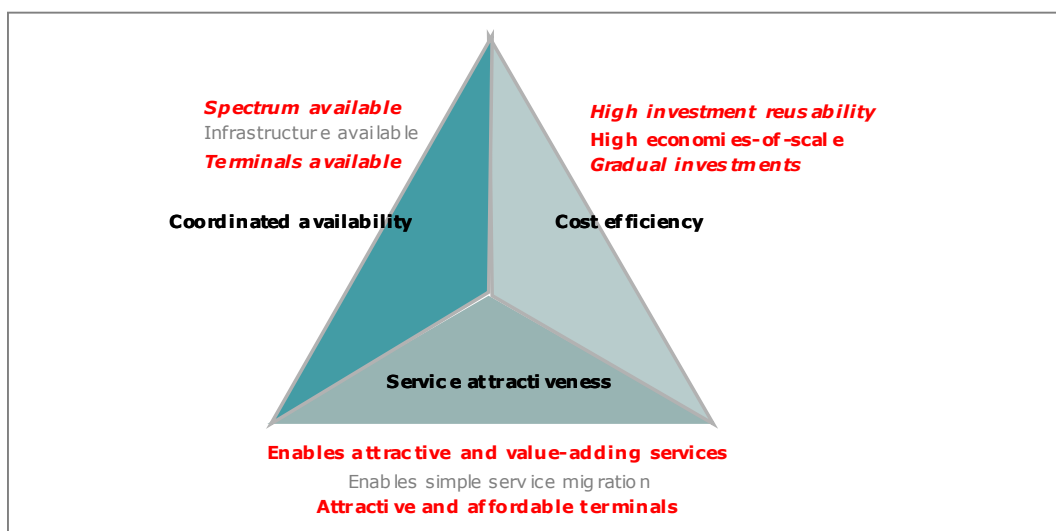 Spectrum available
Infrastructure available
Terminals available
High investment reusability
High economies-of-scale
Gradual investments
Coordinated availability
Cost efficiency
Service attractiveness
Enables attractive and value-adding services
Enables simple service migration
Attractive and affordable terminals